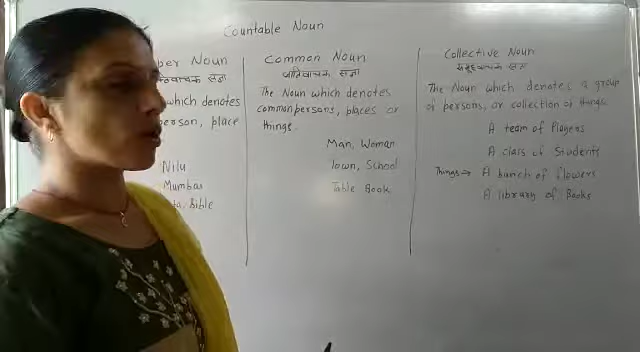 Countable Noun
per Noun
वाचक संज्ञा
which denotes
person, place
Nilu
Mumbai
ta, Bible
Common Noun
जातिवाचक संज्ञा
The Noun which denotes
common persons, places or
things.
Man, Woman
Town, School
Table Book
Collective Noun
समूहवाचक संज्ञा
The Noun which denotes a group
of persons, or collection of things.
A team of Players
A class of Students
Things → A bunch of flowers
A library of Books